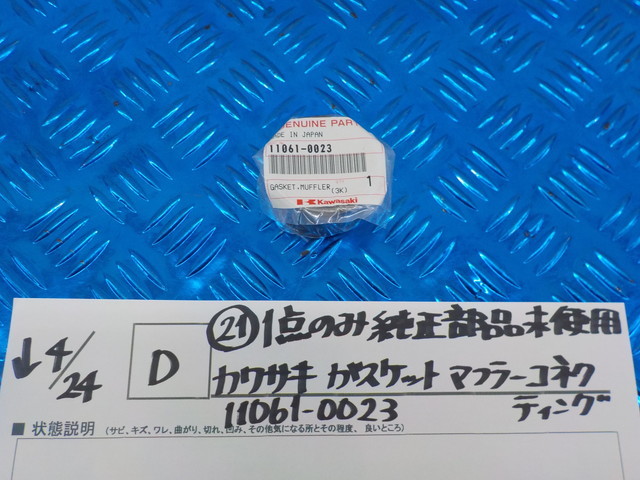 GENUINE PAR
DE IN JAPAN
11061-0023
GASKET,MUFFLER
(3K)
1
Kawasaki
↓4/24
D
㉑1点のみ純正部品未使用
カワサキ ガスケット マフラーコネク
ティング
11061-0023
■ 状態説明 (サビ、キズ、ワレ、曲がり、切れ、凹み、その他気になる所とその程度、良いところ)